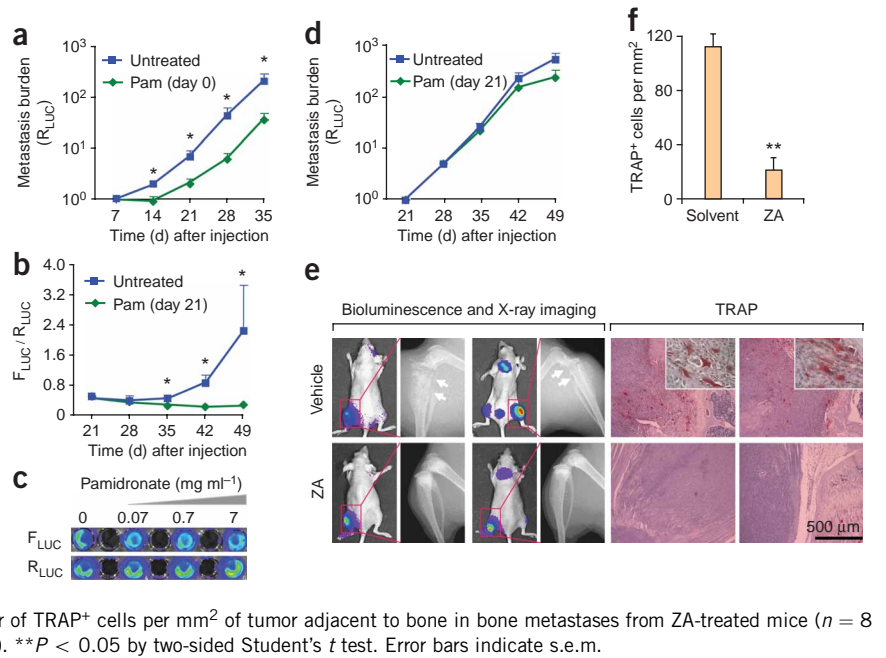 a
Metastasis burden
(R_LUC)
10³
10²
10¹
10⁰
Untreated
Pam (day 0)
*
*
*
*
*
7 14 21 28 35
Time (d) after injection
d
Metastasis burden
(R_LUC)
10³
10²
10¹
10⁰
Untreated
Pam (day 21)
21 28 35 42 49
Time (d) after injection
f
TRAP⁺ cells per mm²
120
80
40
0
**
Solvent ZA
b
F_LUC / R_LUC
4.0
3.2
2.4
1.6
0.8
0
Untreated
Pam (day 21)
*
*
*
21 28 35 42 49
Time (d) after injection
c
Pamidronate (mg ml⁻¹)
0 0.07 0.7 7
F_LUC
R_LUC
e
Bioluminescence and X-ray imaging
TRAP
Vehicle
ZA
500 µm
r of TRAP⁺ cells per mm² of tumor adjacent to bone in bone metastases from ZA-treated mice (n = 8
). **P < 0.05 by two-sided Student's t test. Error bars indicate s.e.m.